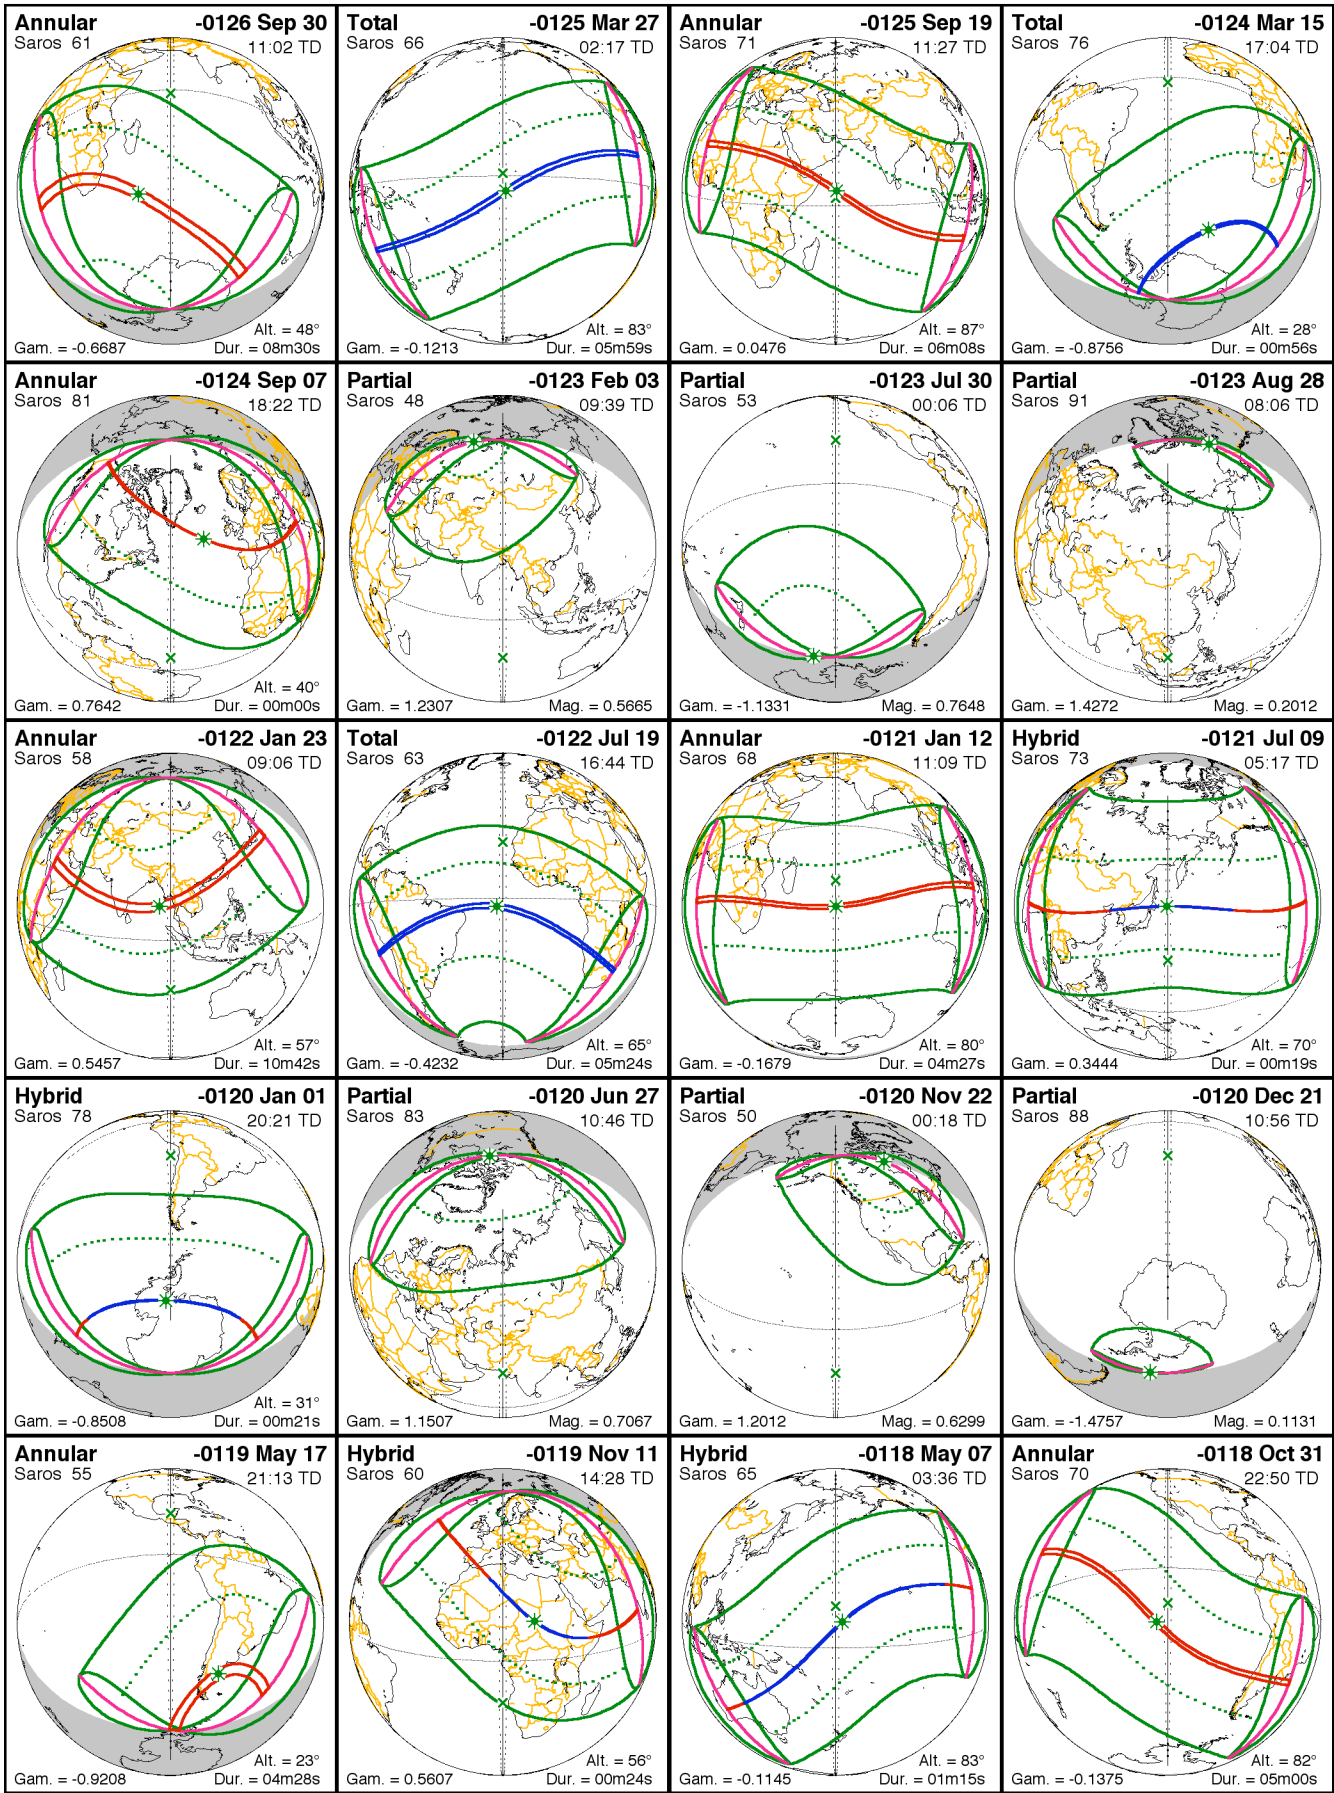 Annular -0126 Sep 30
Saros 61 11:02 TD
Alt. = 48°
Gam. = -0.6687 Dur. = 08m30s
Total -0125 Mar 27
Saros 66 02:17 TD
Alt. = 83°
Gam. = -0.1213 Dur. = 05m59s
Annular -0125 Sep 19
Saros 71 11:27 TD
Alt. = 87°
Gam. = 0.0476 Dur. = 06m08s
Total -0124 Mar 15
Saros 76 17:04 TD
Alt. = 28°
Gam. = -0.8756 Dur. = 00m56s
Annular -0124 Sep 07
Saros 81 18:22 TD
Alt. = 40°
Gam. = 0.7642 Dur. = 00m00s
Partial -0123 Feb 03
Saros 48 09:39 TD
Gam. = 1.2307 Mag. = 0.5665
Partial -0123 Jul 30
Saros 53 00:06 TD
Gam. = -1.1331 Mag. = 0.7648
Partial -0123 Aug 28
Saros 91 08:06 TD
Gam. = 1.4272 Mag. = 0.2012
Annular -0122 Jan 23
Saros 58 09:06 TD
Alt. = 57°
Gam. = 0.5457 Dur. = 10m42s
Total -0122 Jul 19
Saros 63 16:44 TD
Alt. = 65°
Gam. = -0.4232 Dur. = 05m24s
Annular -0121 Jan 12
Saros 68 11:09 TD
Alt. = 80°
Gam. = -0.1679 Dur. = 04m27s
Hybrid -0121 Jul 09
Saros 73 05:17 TD
Alt. = 70°
Gam. = 0.3444 Dur. = 00m19s
Hybrid -0120 Jan 01
Saros 78 20:21 TD
Alt. = 31°
Gam. = -0.8508 Dur. = 00m21s
Partial -0120 Jun 27
Saros 83 10:46 TD
Gam. = 1.1507 Mag. = 0.7067
Partial -0120 Nov 22
Saros 50 00:18 TD
Gam. = 1.2012 Mag. = 0.6299
Partial -0120 Dec 21
Saros 88 10:56 TD
Gam. = -1.4757 Mag. = 0.1131
Annular -0119 May 17
Saros 55 21:13 TD
Alt. = 23°
Gam. = -0.9208 Dur. = 04m28s
Hybrid -0119 Nov 11
Saros 60 14:28 TD
Alt. = 56°
Gam. = 0.5607 Dur. = 00m24s
Hybrid -0118 May 07
Saros 65 03:36 TD
Alt. = 83°
Gam. = -0.1145 Dur. = 01m15s
Annular -0118 Oct 31
Saros 70 22:50 TD
Alt. = 82°
Gam. = -0.1375 Dur. = 05m00s